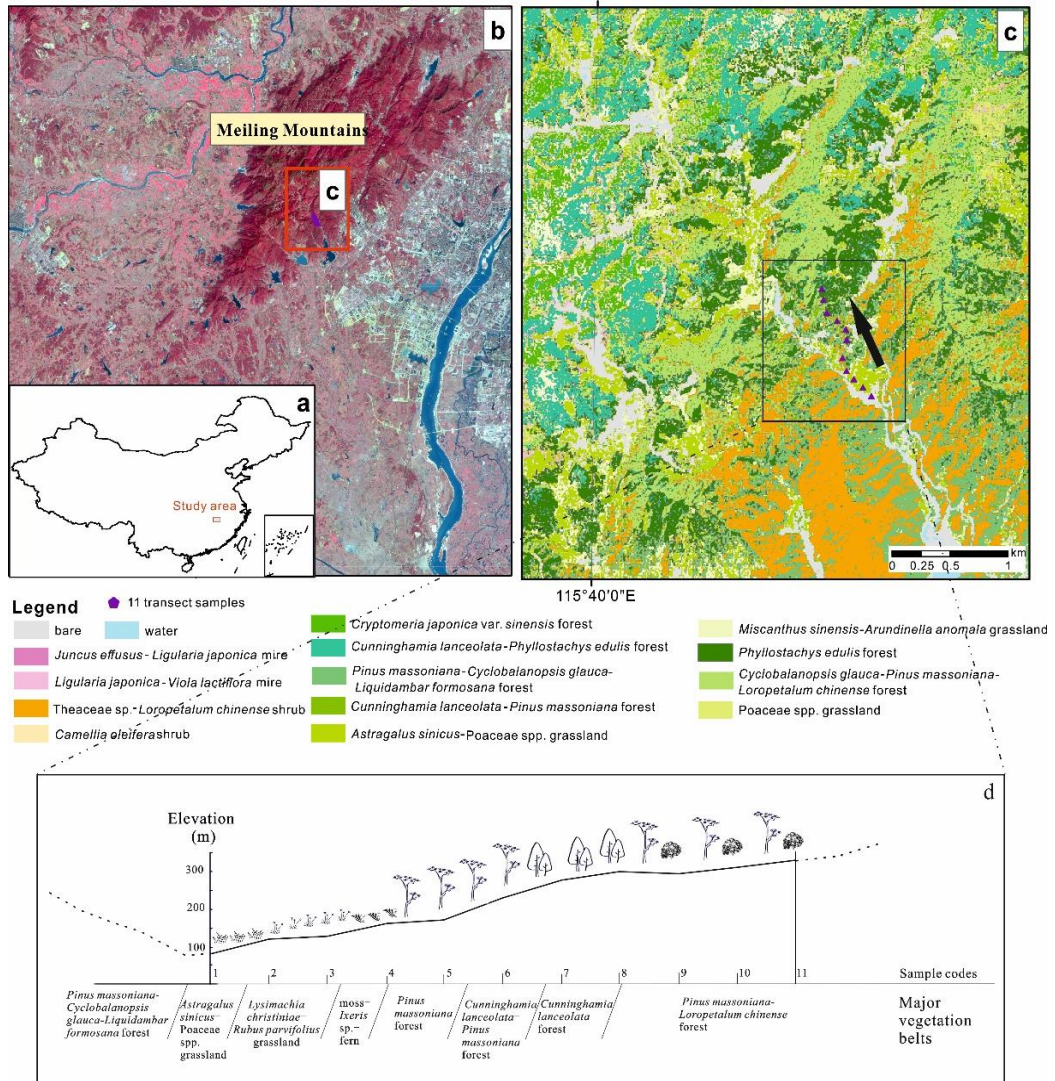 b
Meiling Mountains
c
a
Study area
c
km
0 0.25 0.5 1
115°40'0"E
Legend
11 transect samples
bare
water
Juncus effusus - Ligularia japonica mire
Ligularia japonica - Viola lactiflora mire
Theaceae sp.-Loropetalum chinense shrub
Camellia oleifera shrub
Cryptomeria japonica var. sinensis forest
Cunninghamia lanceolata-Phyllostachys edulis forest
Pinus massoniana-Cyclobalanopsis glauca-
Liquidambar formosana forest
Cunninghamia lanceolata-Pinus massoniana forest
Astragalus sinicus-Poaceae spp. grassland
Miscanthus sinensis-Arundinella anomala grassland
Phyllostachys edulis forest
Cyclobalanopsis glauca-Pinus massoniana-
Loropetalum chinense forest
Poaceae spp. grassland
d
Elevation
(m)
300
200
100
1 2 3 4 5 6 7 8 9 10 11
Sample codes
Pinus massoniana-
Cyclobalanopsis
glauca-Liquidambar
formosana forest
Astragalus
sinicus-
Poaceae
spp.
grassland
Lysimachia
christiniae-
Rubus parvifolius
grassland
moss-
Ixeris
sp.-
fern
Pinus
massoniana
forest
Cunninghamia
lanceolata-
Pinus
massoniana
forest
Cunninghamia
lanceolata
forest
Pinus massoniana-
Loropetalum chinense
forest
Major
vegetation
belts